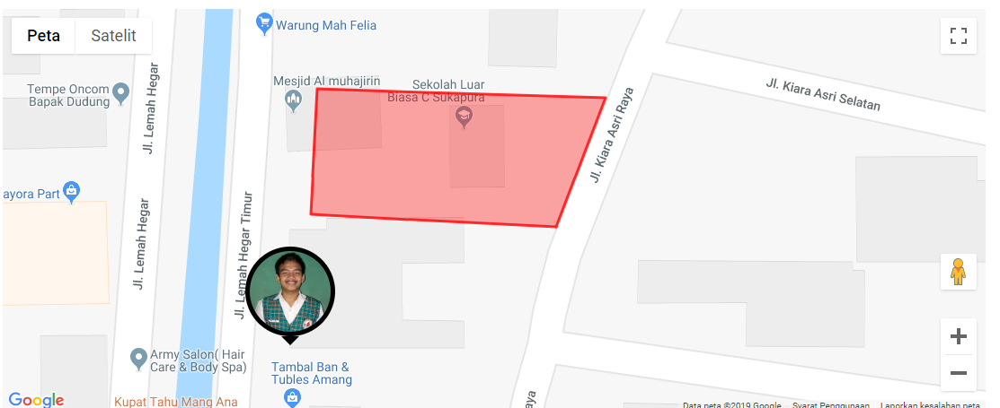 Peta
Satelit
Warung Mah Felia
Tempe Oncom
Bapak Dudung
Jl. Lemah Hegar
Mesjid Al muhajirin
Sekolah Luar
Biasa C Sukapura
Jl. Kiara Asri Raya
Jl. Kiara Asri Selatan
ayora Part
Jl. Lemah Hegar
Jl. Lemah Hegar Timur
Army Salon( Hair
Care & Body Spa)
Tambal Ban &
Tubles Amang
Kupat Tahu Mang Ana
aya
Google
Data peta ©2019 Google
Syarat Penggunaan
Laporkan kesalahan peta